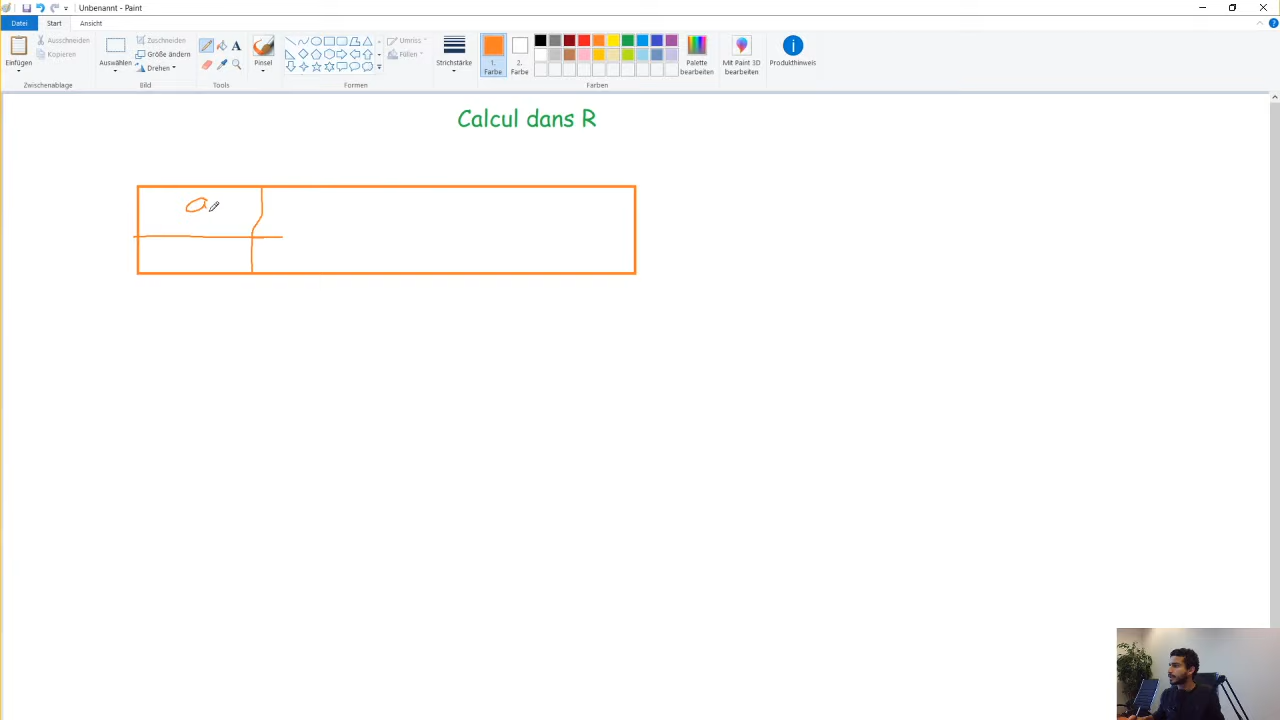 Unbenannt - Paint
Datei Start Ansicht
Einfügen
Ausschneiden
Kopieren
Zwischenablage
Auswählen
Zuschneiden
Größe ändern
Drehen
Bild
A
Tools
Pinsel
Umriss
Füllen
Formen
Strichstärke
1. Farbe
2. Farbe
Palette bearbeiten
Farben
Mit Paint 3D bearbeiten
Produkthinweis
Calcul dans R
a